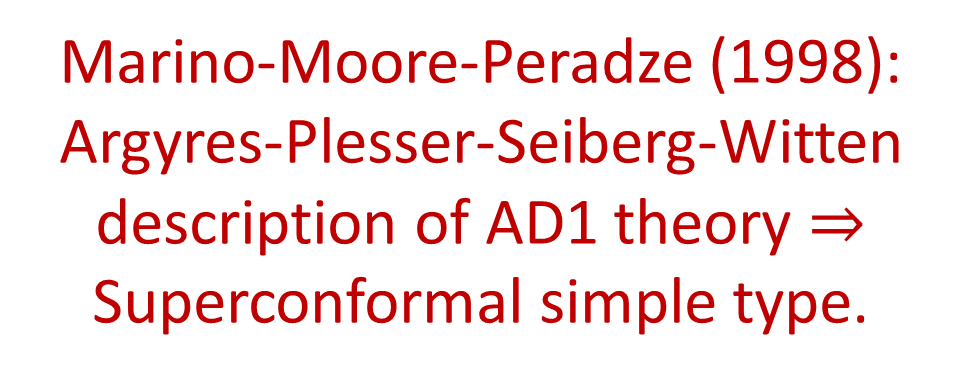 Marino-Moore-Peradze (1998):
Argyres-Plesser-Seiberg-Witten
description of AD1 theory ⇒
Superconformal simple type.